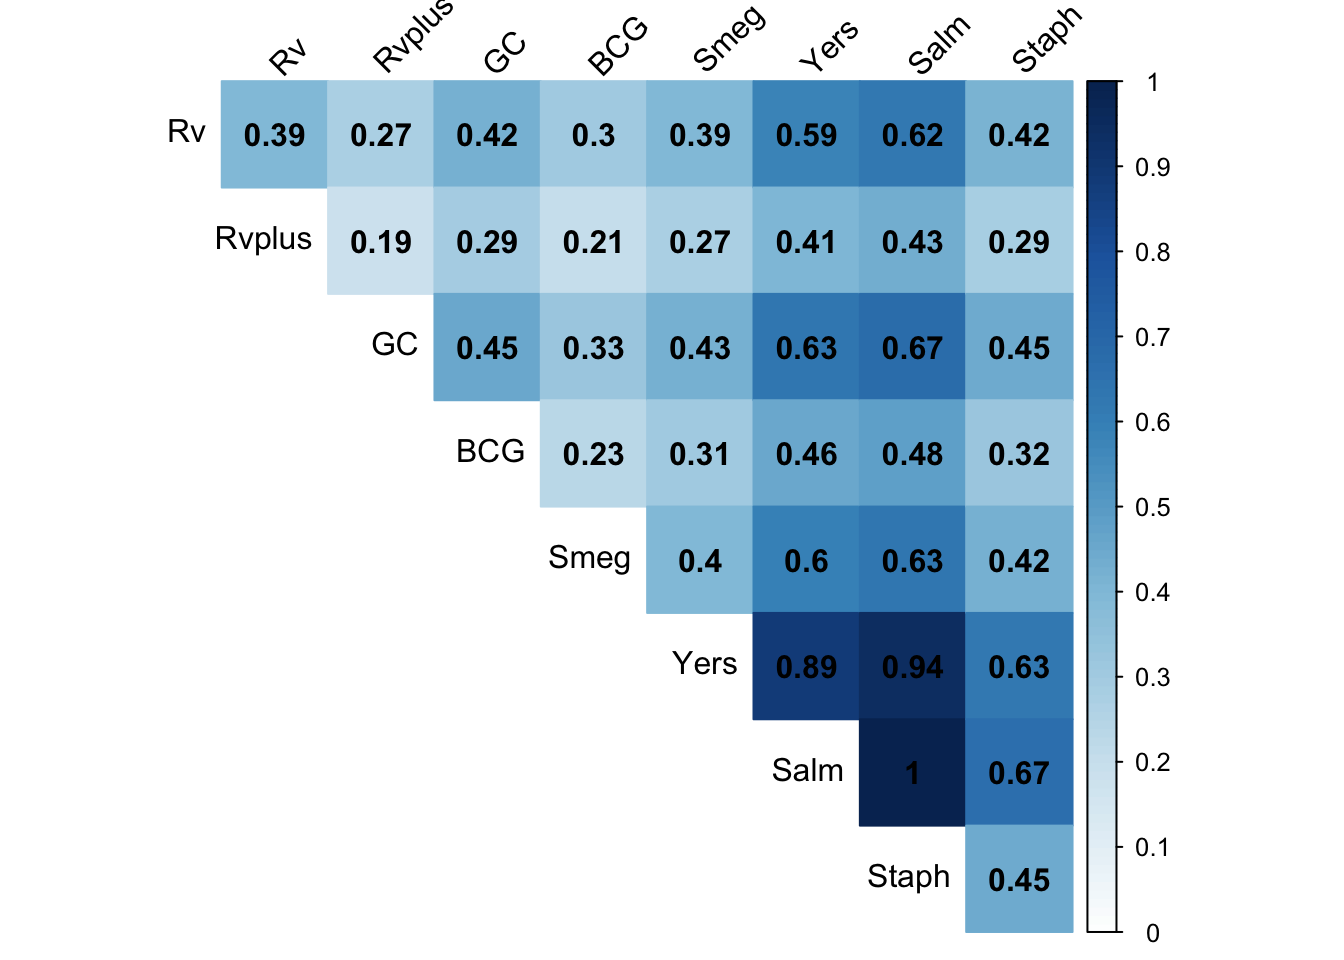 Rv Rvplus GC BCG Smeg Yers Salm Staph
Rv 0.39 0.27 0.42 0.3 0.39 0.59 0.62 0.42
Rvplus 0.19 0.29 0.21 0.27 0.41 0.43 0.29
GC 0.45 0.33 0.43 0.63 0.67 0.45
BCG 0.23 0.31 0.46 0.48 0.32
Smeg 0.4 0.6 0.63 0.42
Yers 0.89 0.94 0.63
Salm 1 0.67
Staph 0.45
1
0.9
0.8
0.7
0.6
0.5
0.4
0.3
0.2
0.1
0